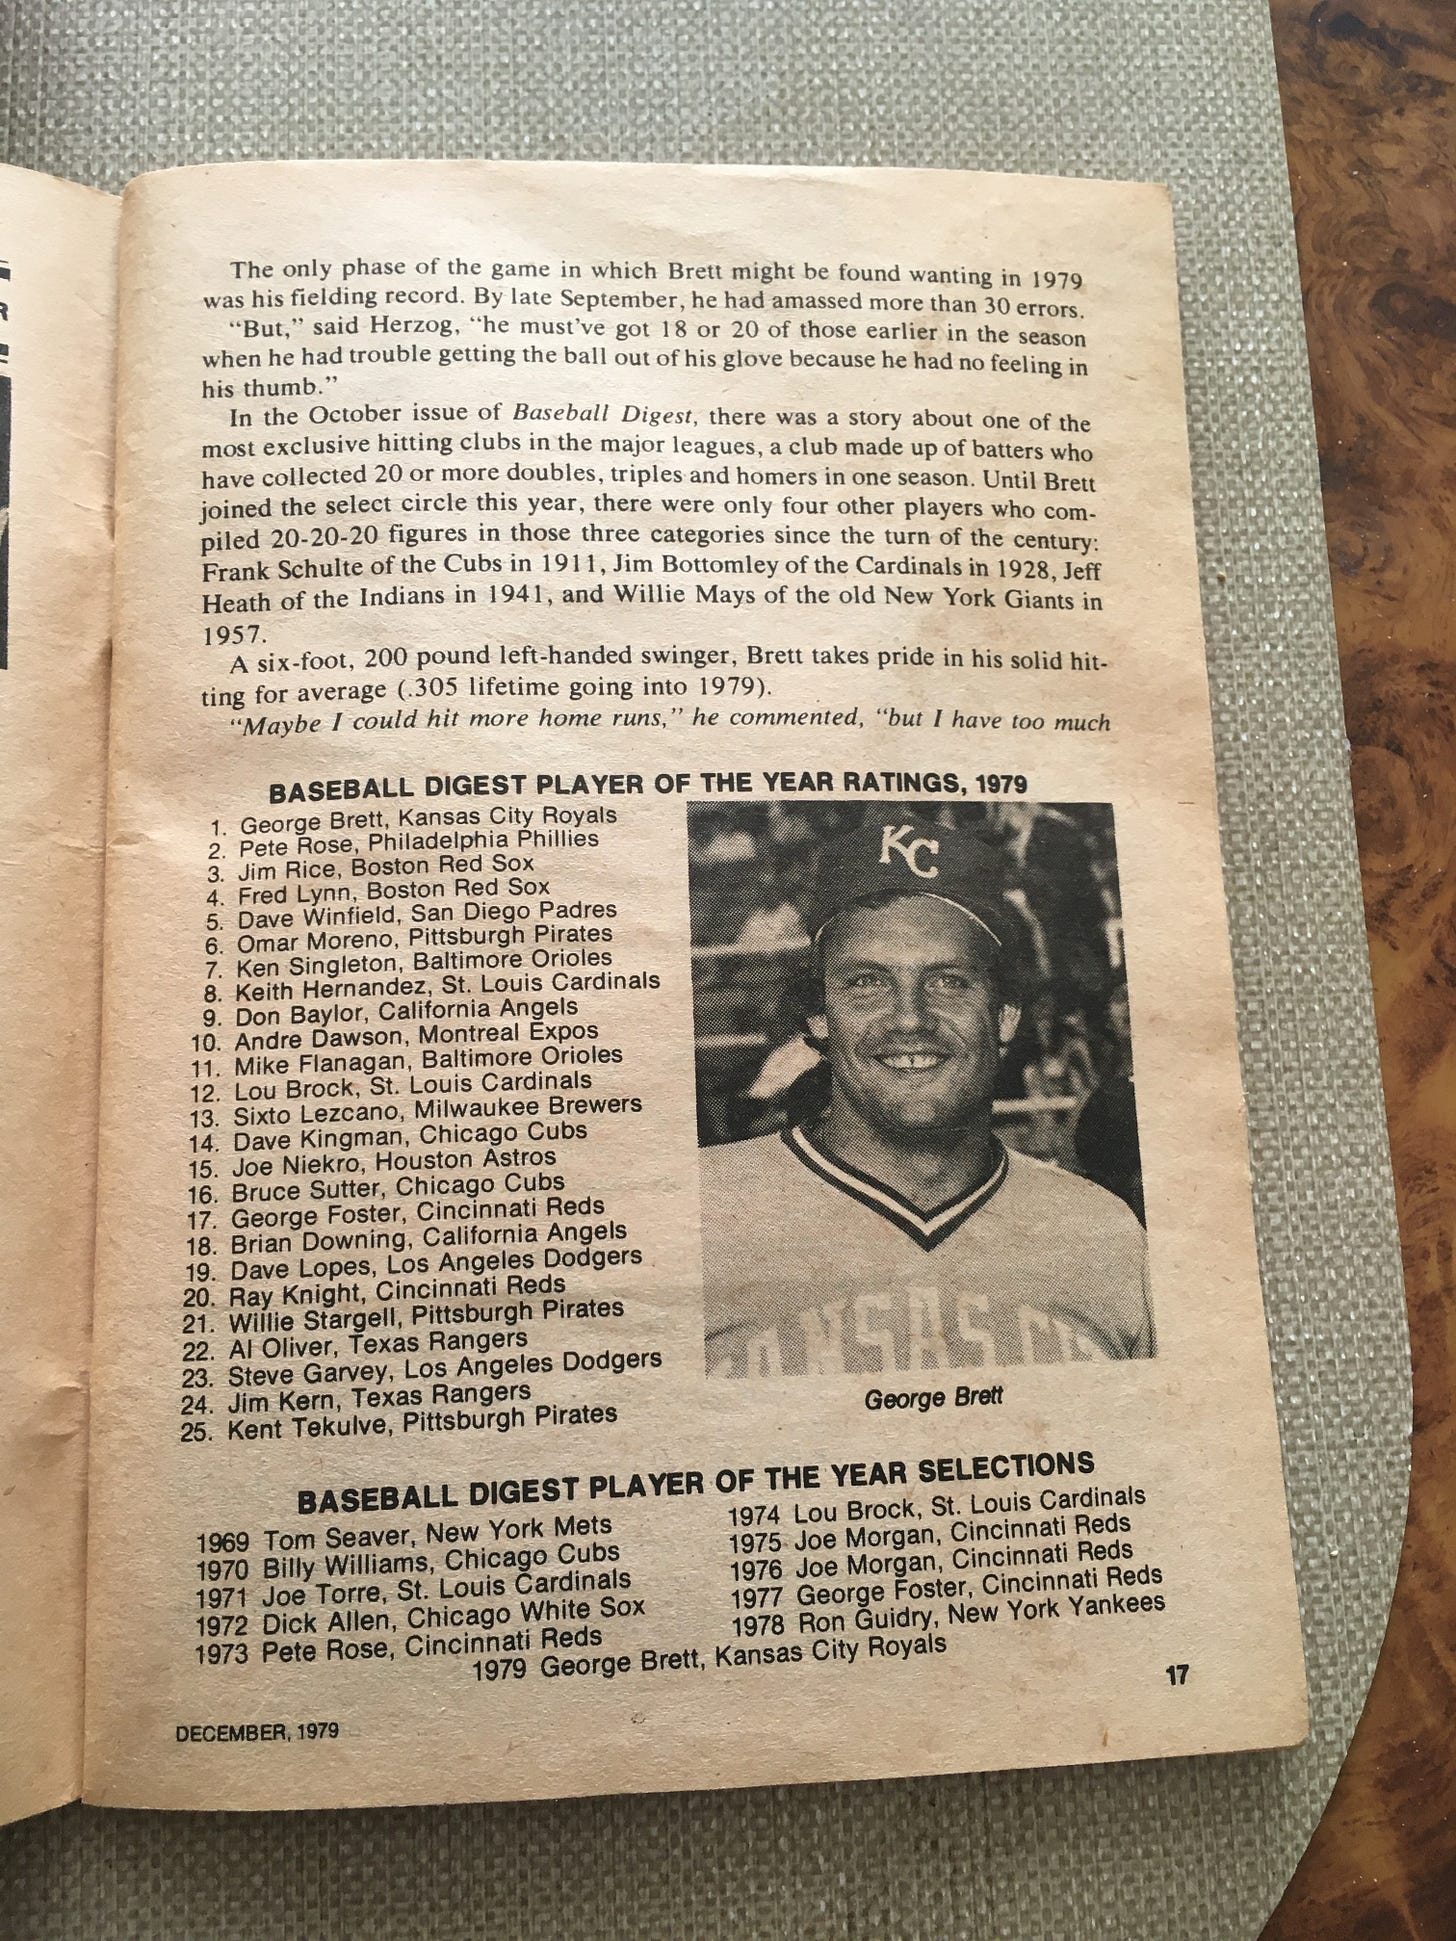 The only phase of the game in which Brett might be found wanting in 1979
was his fielding record. By late September, he had amassed more than 30 errors.
“But,” said Herzog, “he must’ve got 18 or 20 of those earlier in the season
when he had trouble getting the ball out of his glove because he had no feeling in
his thumb.”
In the October issue of Baseball Digest, there was a story about one of the
most exclusive hitting clubs in the major leagues, a club made up of batters who
have collected 20 or more doubles, triples and homers in one season. Until Brett
joined the select circle this year, there were only four other players who com-
piled 20-20-20 figures in those three categories since the turn of the century:
Frank Schulte of the Cubs in 1911, Jim Bottomley of the Cardinals in 1928, Jeff
Heath of the Indians in 1941, and Willie Mays of the old New York Giants in
1957.
A six-foot, 200 pound left-handed swinger, Brett takes pride in his solid hit-
ting for average (.305 lifetime going into 1979).
“Maybe I could hit more home runs,” he commented, “but I have too much
BASEBALL DIGEST PLAYER OF THE YEAR RATINGS, 1979
1. George Brett, Kansas City Royals
2. Pete Rose, Philadelphia Phillies
3. Jim Rice, Boston Red Sox
4. Fred Lynn, Boston Red Sox
5. Dave Winfield, San Diego Padres
6. Omar Moreno, Pittsburgh Pirates
7. Ken Singleton, Baltimore Orioles
8. Keith Hernandez, St. Louis Cardinals
9. Don Baylor, California Angels
10. Andre Dawson, Montreal Expos
11. Mike Flanagan, Baltimore Orioles
12. Lou Brock, St. Louis Cardinals
13. Sixto Lezcano, Milwaukee Brewers
14. Dave Kingman, Chicago Cubs
15. Joe Niekro, Houston Astros
16. Bruce Sutter, Chicago Cubs
17. George Foster, Cincinnati Reds
18. Brian Downing, California Angels
19. Dave Lopes, Los Angeles Dodgers
20. Ray Knight, Cincinnati Reds
21. Willie Stargell, Pittsburgh Pirates
22. Al Oliver, Texas Rangers
23. Steve Garvey, Los Angeles Dodgers
24. Jim Kern, Texas Rangers
25. Kent Tekulve, Pittsburgh Pirates
KC
George Brett
BASEBALL DIGEST PLAYER OF THE YEAR SELECTIONS
1969 Tom Seaver, New York Mets
1970 Billy Williams, Chicago Cubs
1971 Joe Torre, St. Louis Cardinals
1972 Dick Allen, Chicago White Sox
1973 Pete Rose, Cincinnati Reds
1974 Lou Brock, St. Louis Cardinals
1975 Joe Morgan, Cincinnati Reds
1976 Joe Morgan, Cincinnati Reds
1977 George Foster, Cincinnati Reds
1978 Ron Guidry, New York Yankees
1979 George Brett, Kansas City Royals
17
DECEMBER, 1979